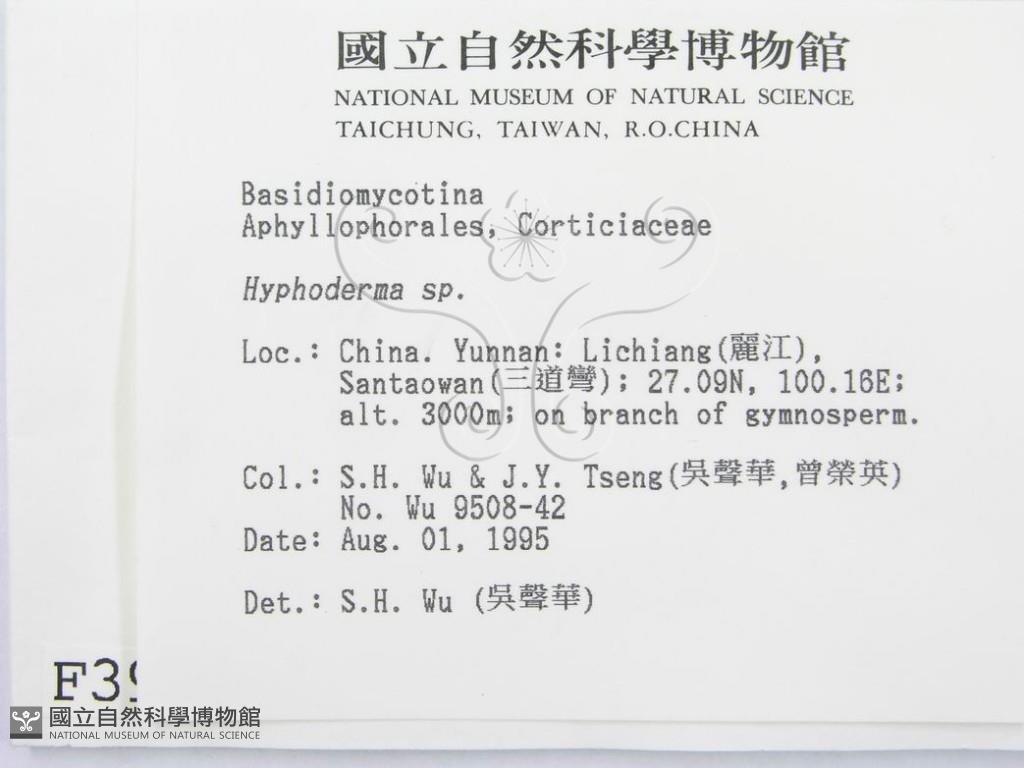 國立自然科學博物館
NATIONAL MUSEUM OF NATURAL SCIENCE
TAICHUNG, TAIWAN, R.O.CHINA
Basidiomycotina
Aphyllophorales, Corticiaceae
Hyphoderma sp.
Loc.: China. Yunnan: Lichiang(麗江),
Santaowan(三道彎); 27.09N, 100.16E;
alt. 3000m; on branch of gymnosperm.
Col.: S.H. Wu & J.Y. Tseng(吳聲華,曾榮英)
No. Wu 9508-42
Date: Aug. 01, 1995
Det.: S.H. Wu (吳聲華)
F39
國立自然科學博物館
NATIONAL MUSEUM OF NATURAL SCIENCE